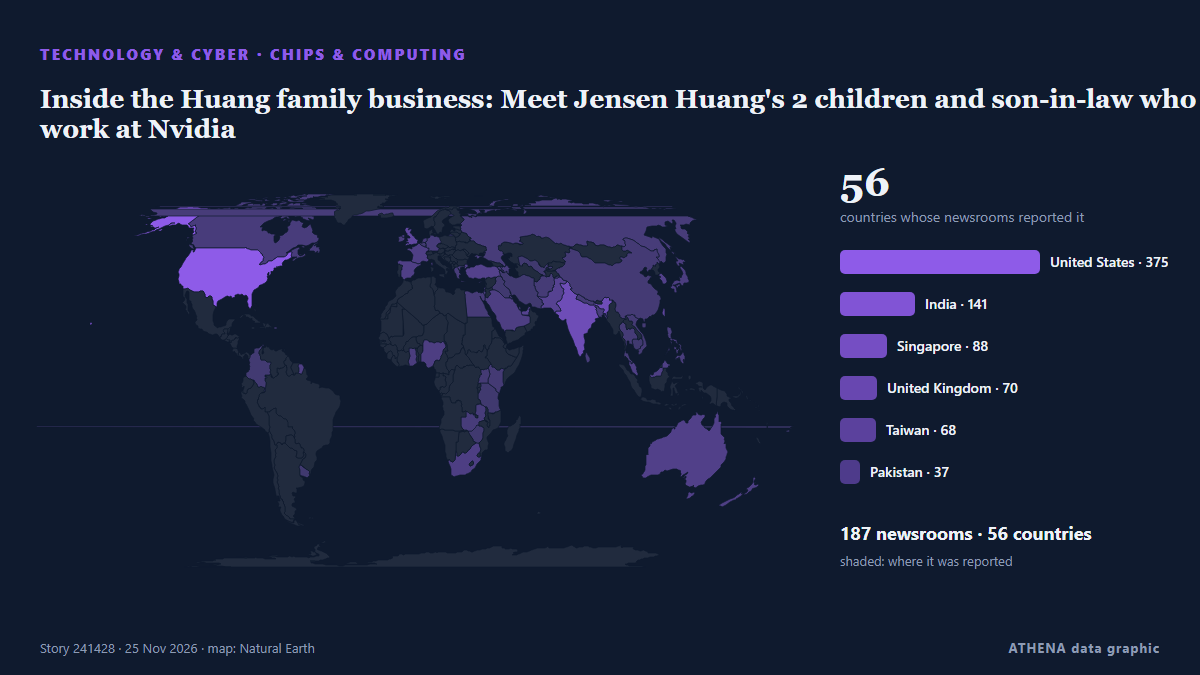 TECHNOLOGY & CYBER · CHIPS & COMPUTING
Inside the Huang family business: Meet Jensen Huang's 2 children and son-in-law who
work at Nvidia
56
countries whose newsrooms reported it
United States · 375
India · 141
Singapore · 88
United Kingdom · 70
Taiwan · 68
Pakistan · 37
187 newsrooms · 56 countries
shaded: where it was reported
Story 241428 · 25 Nov 2026 · map: Natural Earth
ATHENA data graphic